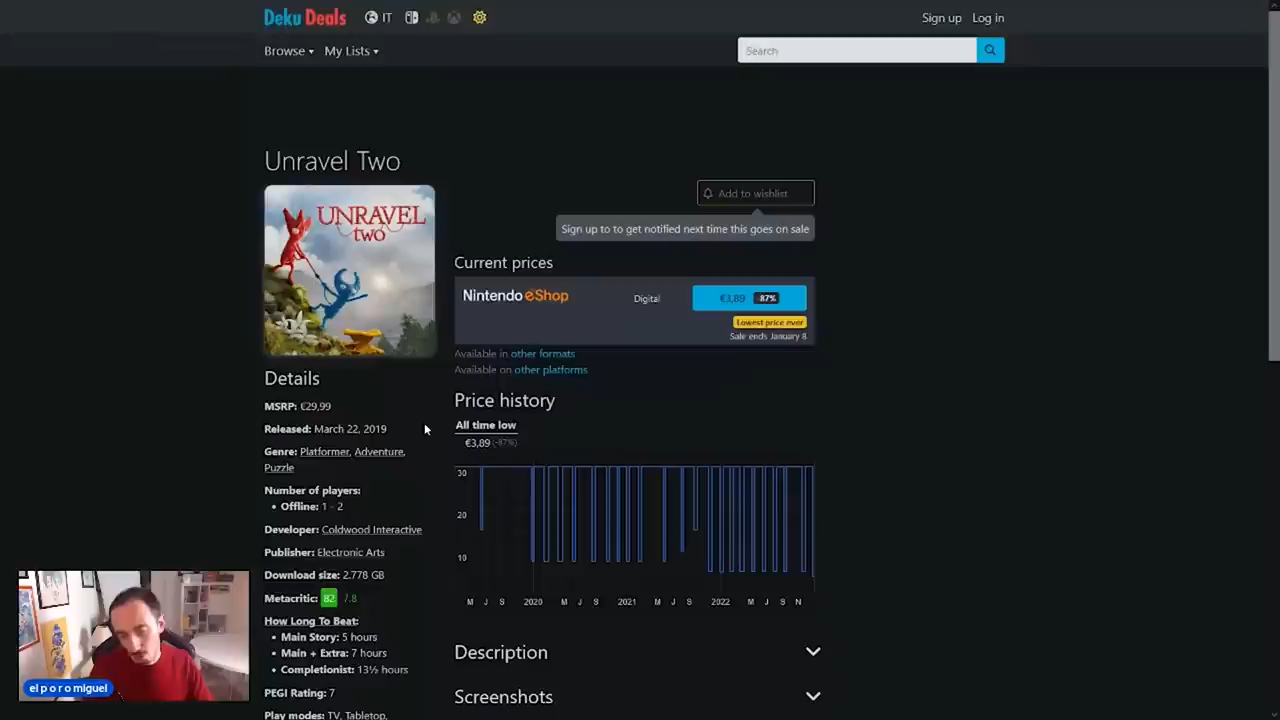 Deku Deals IT
Sign up Log in
Browse My Lists
Search
Unravel Two
UNRAVEL
TWO
Add to wishlist
Sign up to to get notified next time this goes on sale
Current prices
Nintendo eShop Digital €3,89 -87%
Lowest price ever
Sale ends January 8
Available in other formats
Available on other platforms
Details
MSRP: €29,99
Released: March 22, 2019
Genre: Platformer, Adventure,
Puzzle
Number of players:
• Offline: 1 - 2
Developer: Coldwood Interactive
Publisher: Electronic Arts
Download size: 2.778 GB
Metacritic: 82 7.8
How Long To Beat:
• Main Story: 5 hours
• Main + Extra: 7 hours
• Completionist: 13½ hours
PEGI Rating: 7
Play modes: TV, Tabletop,
Price history
All time low
€3,89 (-87%)
30
20
10
M J S 2020 M J S 2021 M J S 2022 M J S N
Description
Screenshots
el p o r o miguel